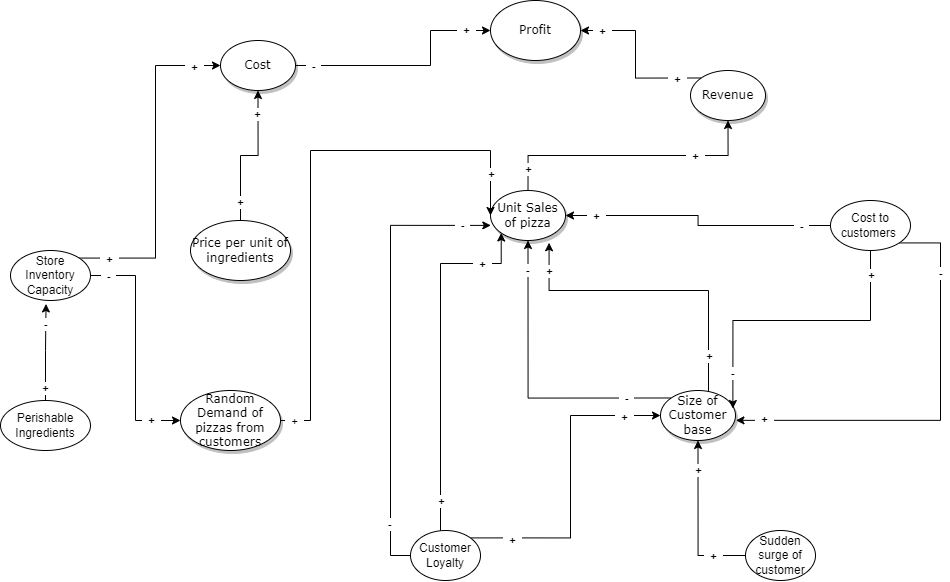 Profit
+
+
Cost
-
+
+
Revenue
+
+
+
+
+
Unit Sales
of pizza
+
-
Cost to
customers
-
Price per unit of
ingredients
+
+
+
-
Store
Inventory
Capacity
-
+
-
+
+
-
-
+
+
-
Perishable
Ingredients
Random
Demand of
pizzas from
customers
+
+
-
+
Size of
Customer
base
+
+
-
+
+
Customer
Loyalty
+
+
Sudden
surge of
customer